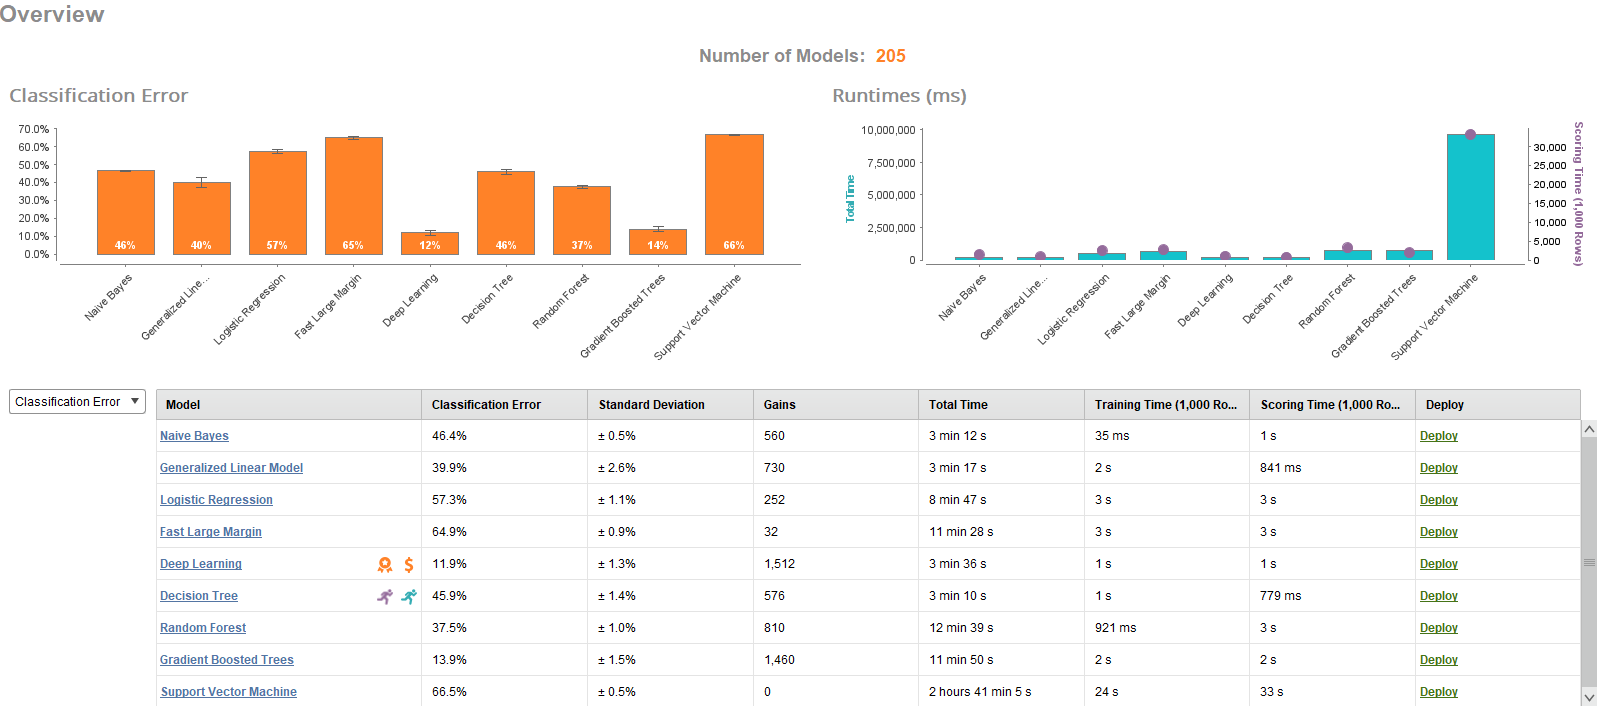 Overview
Number of Models: 205
Classification Error
70.0%
60.0%
50.0%
40.0%
30.0%
20.0%
10.0%
0.0%
46%
40%
57%
65%
12%
46%
37%
14%
66%
Naive Bayes
Generalized Line...
Logistic Regression
Fast Large Margin
Deep Learning
Decision Tree
Random Forest
Gradient Boosted Trees
Support Vector Machine
Runtimes (ms)
Total Time
10,000,000
7,500,000
5,000,000
2,500,000
0
30,000
25,000
20,000
15,000
10,000
5,000
0
Scoring Time (1,000 Rows)
Naive Bayes
Generalized Line...
Logistic Regression
Fast Large Margin
Deep Learning
Decision Tree
Random Forest
Gradient Boosted Trees
Support Vector Machine
Classification Error
Model Classification Error Standard Deviation Gains Total Time Training Time (1,000 Ro... Scoring Time (1,000 Ro... Deploy
Naive Bayes 46.4% ± 0.5% 560 3 min 12 s 35 ms 1 s Deploy
Generalized Linear Model 39.9% ± 2.6% 730 3 min 17 s 2 s 841 ms Deploy
Logistic Regression 57.3% ± 1.1% 252 8 min 47 s 3 s 3 s Deploy
Fast Large Margin 64.9% ± 0.9% 32 11 min 28 s 3 s 3 s Deploy
Deep Learning $ 11.9% ± 1.3% 1,512 3 min 36 s 1 s 1 s Deploy
Decision Tree 45.9% ± 1.4% 576 3 min 10 s 1 s 779 ms Deploy
Random Forest 37.5% ± 1.0% 810 12 min 39 s 921 ms 3 s Deploy
Gradient Boosted Trees 13.9% ± 1.5% 1,460 11 min 50 s 2 s 2 s Deploy
Support Vector Machine 66.5% ± 0.5% 0 2 hours 41 min 5 s 24 s 33 s Deploy